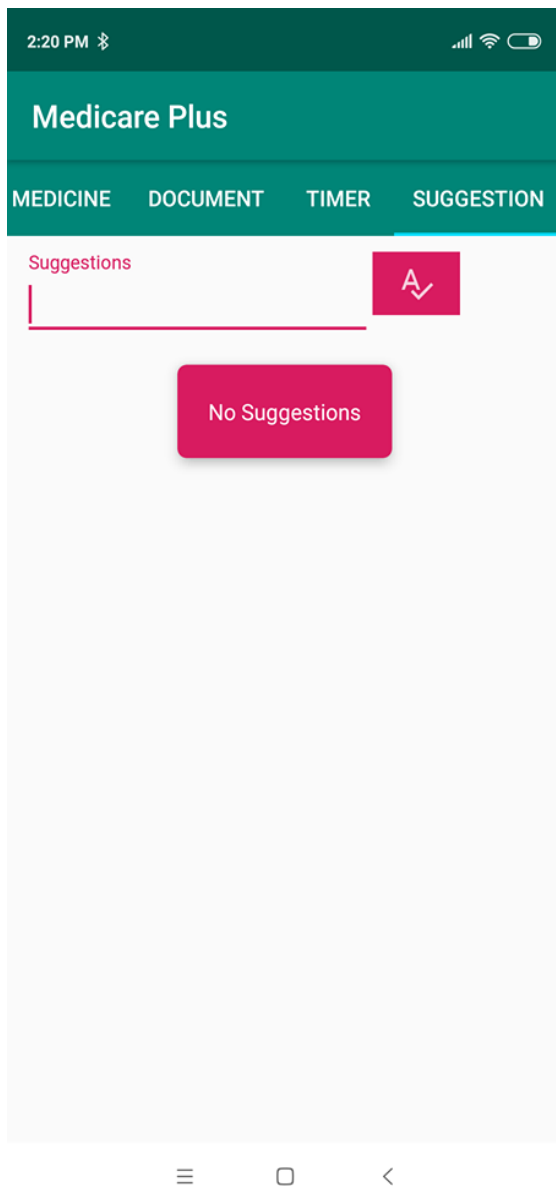 2:20 PM
Medicare Plus
MEDICINE DOCUMENT TIMER SUGGESTION
Suggestions
No Suggestions